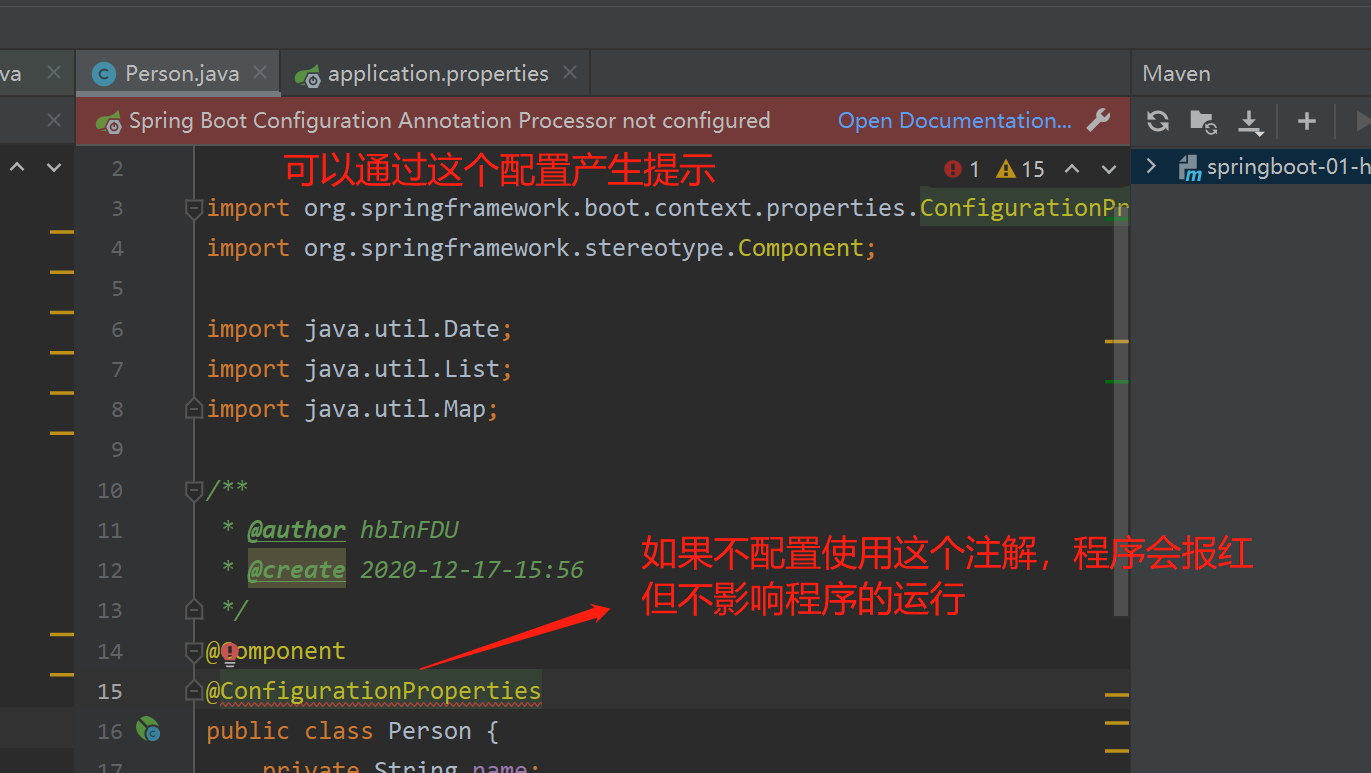 va
Person.java
application.properties
Maven
Spring Boot Configuration Annotation Processor not configured
Open Documentation...
可以通过这个配置产生提示
1 15
springboot-01-h
2
3 import org.springframework.boot.context.properties.ConfigurationPr
4 import org.springframework.stereotype.Component;
5
6 import java.util.Date;
7 import java.util.List;
8 import java.util.Map;
9
10 /**
11 * @author hbInFDU
12 * @create 2020-12-17-15:56
13 */
如果不配置使用这个注解，程序会报红
但不影响程序的运行
14 @Component
15 @ConfigurationProperties
16 public class Person {
17 private String name;